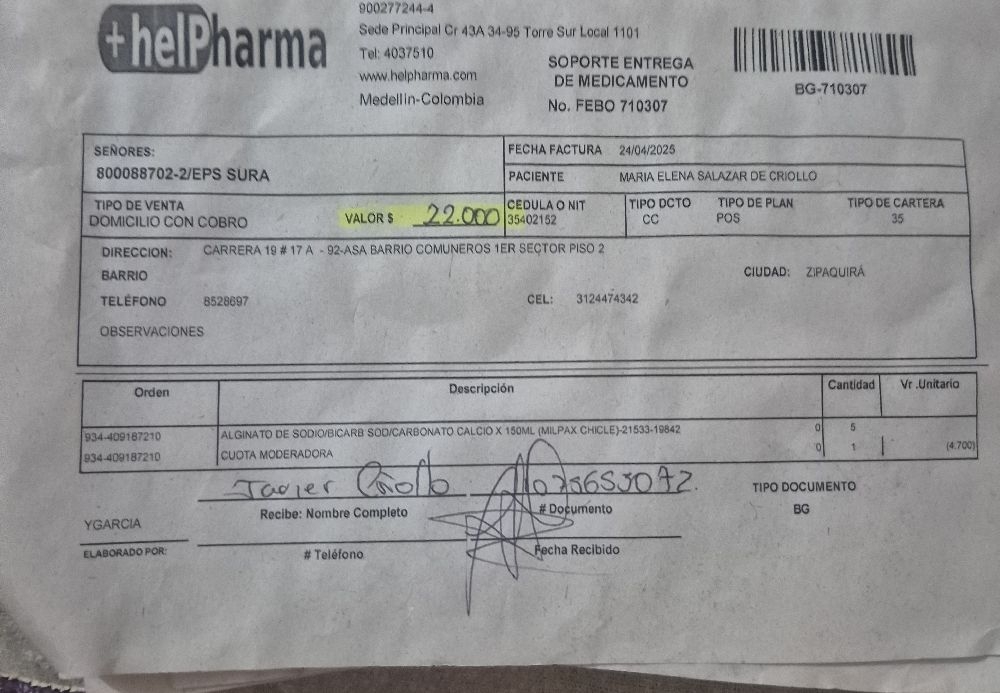 +helPharma
900277244-4
Sede Principal Cr 43A 34-95 Torre Sur Local 1101
Tel: 4037510
www.helpharma.com
Medellín-Colombia
SOPORTE ENTREGA
DE MEDICAMENTO
No. FEBO 710307
BG-710307
SEÑORES:
800088702-2/EPS SURA
FECHA FACTURA 24/04/2025
PACIENTE MARIA ELENA SALAZAR DE CRIOLLO
TIPO DE VENTA
DOMICILIO CON COBRO
VALOR $ 22.000
CEDULA O NIT
35402152
TIPO DCTO
CC
TIPO DE PLAN
POS
TIPO DE CARTERA
35
DIRECCION: CARRERA 19 # 17 A - 92-ASA BARRIO COMUNEROS 1ER SECTOR PISO 2
BARRIO
CIUDAD: ZIPAQUIRÁ
TELÉFONO 8528697
CEL: 3124474342
OBSERVACIONES
Orden Descripción Cantidad Vr .Unitario
934-409187210 ALGINATO DE SODIO/BICARB SOD/CARBONATO CALCIO X 150ML (MILPAX CHICLE)-21533-19842 0 5
934-409187210 CUOTA MODERADORA 0 1 (4.700)
Javier Criollo
Recibe: Nombre Completo
# Documento
TIPO DOCUMENTO
BG
YGARCIA
ELABORADO POR:
# Teléfono
Fecha Recibido